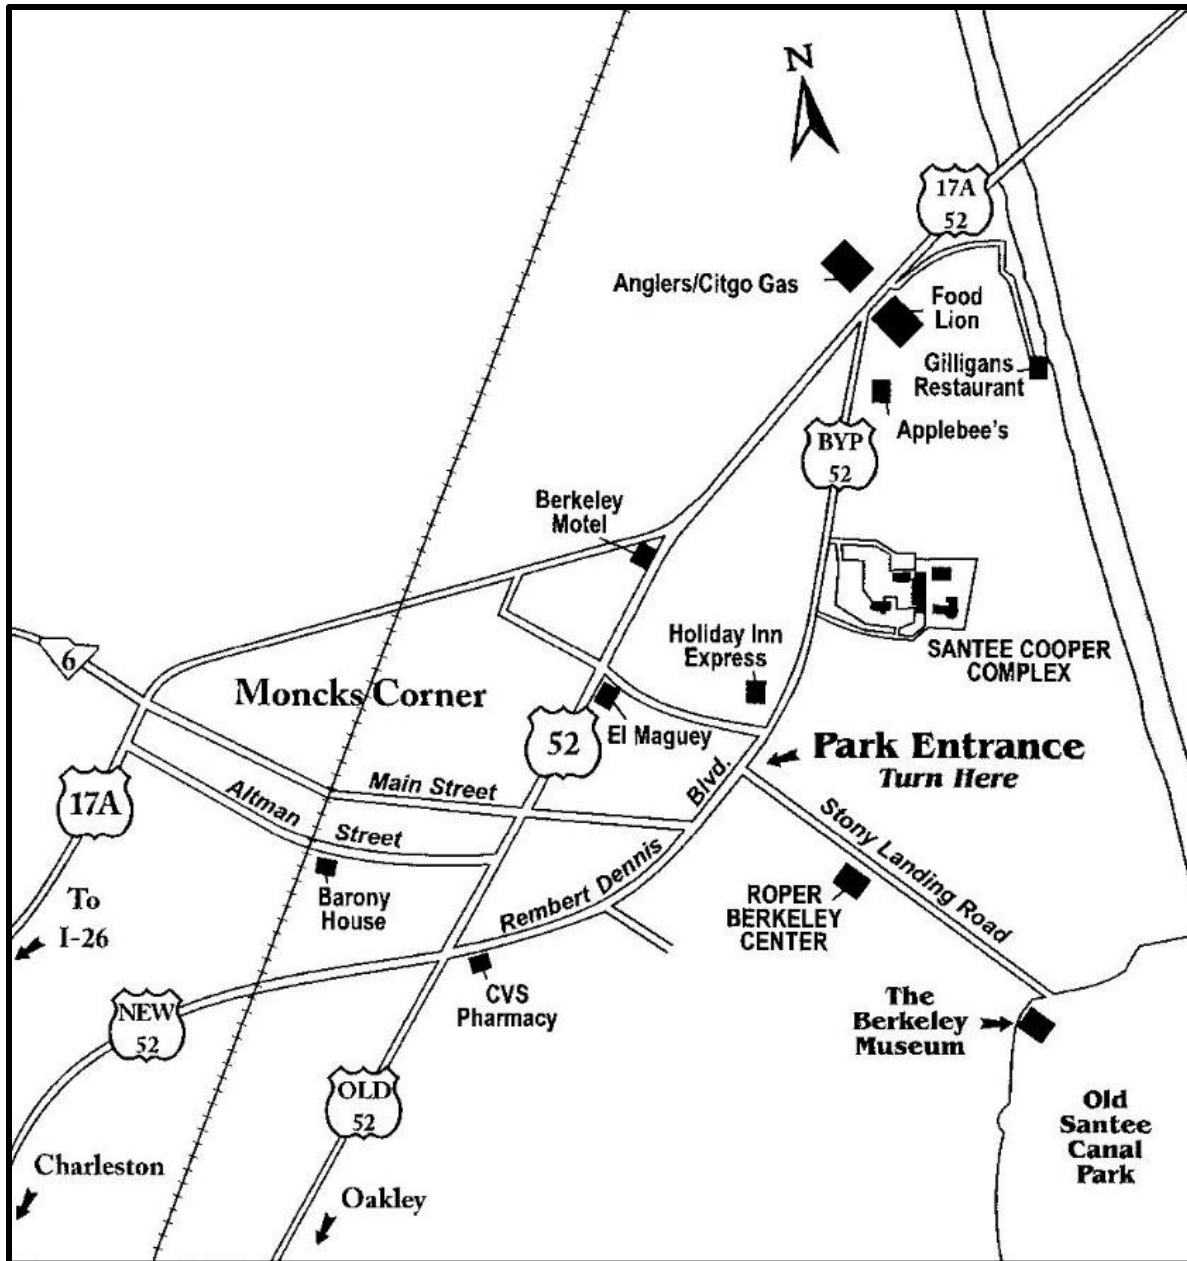 N
17A
52
Anglers/Citgo Gas
Food
Lion
Gilligans
Restaurant
Applebee's
BYP
52
Berkeley
Motel
Holiday Inn
Express
SANTEE COOPER
COMPLEX
6
Moncks Corner
52
El Maguey
Park Entrance
Turn Here
17A
Main Street
Altman Street
Blvd.
Rembert Dennis
Stony Landing Road
Barony
House
ROPER
BERKELEY
CENTER
To
I-26
CVS
Pharmacy
NEW
52
The
Berkeley
Museum
OLD
52
Old
Santee
Canal
Park
Charleston
Oakley